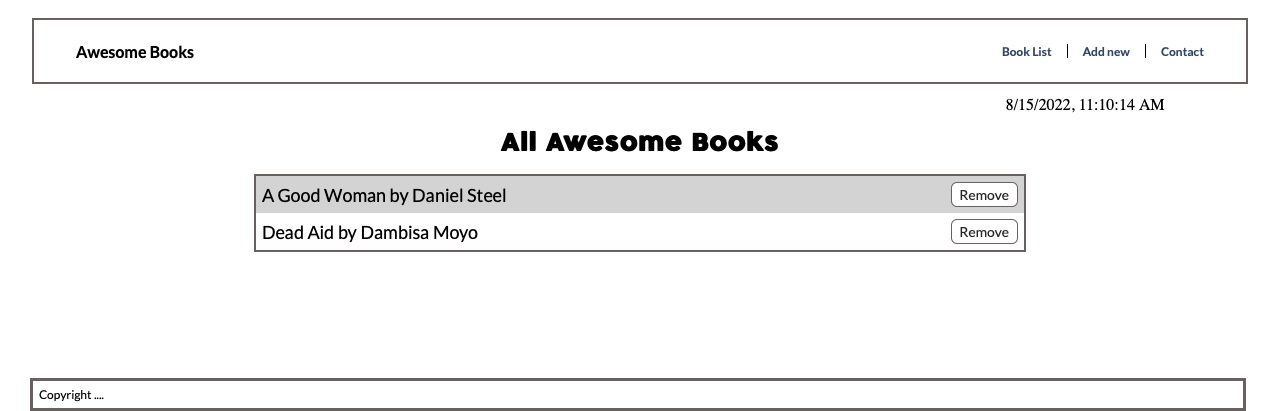 Awesome Books
Book List | Add new | Contact
8/15/2022, 11:10:14 AM
All Awesome Books
A Good Woman by Daniel Steel Remove
Dead Aid by Dambisa Moyo Remove
Copyright ....